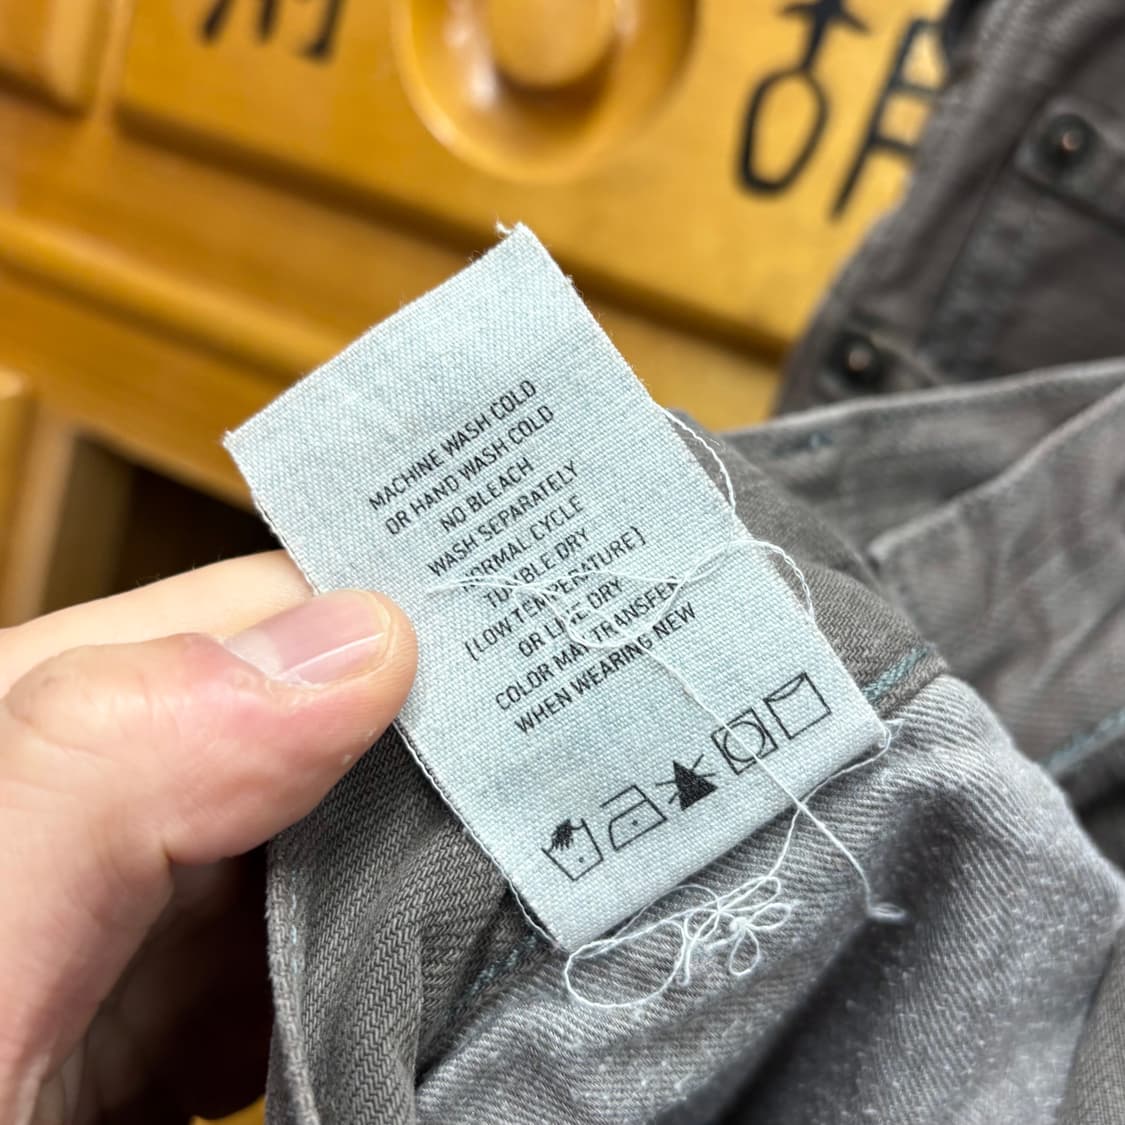 MACHINE WASH COLD
OR HAND WASH COLD
NO BLEACH
WASH SEPARATELY
NORMAL CYCLE
TUMBLE DRY
(LOW TEMPERATURE)
OR LINE DRY
COLOR MAY TRANSFER
WHEN WEARING NEW